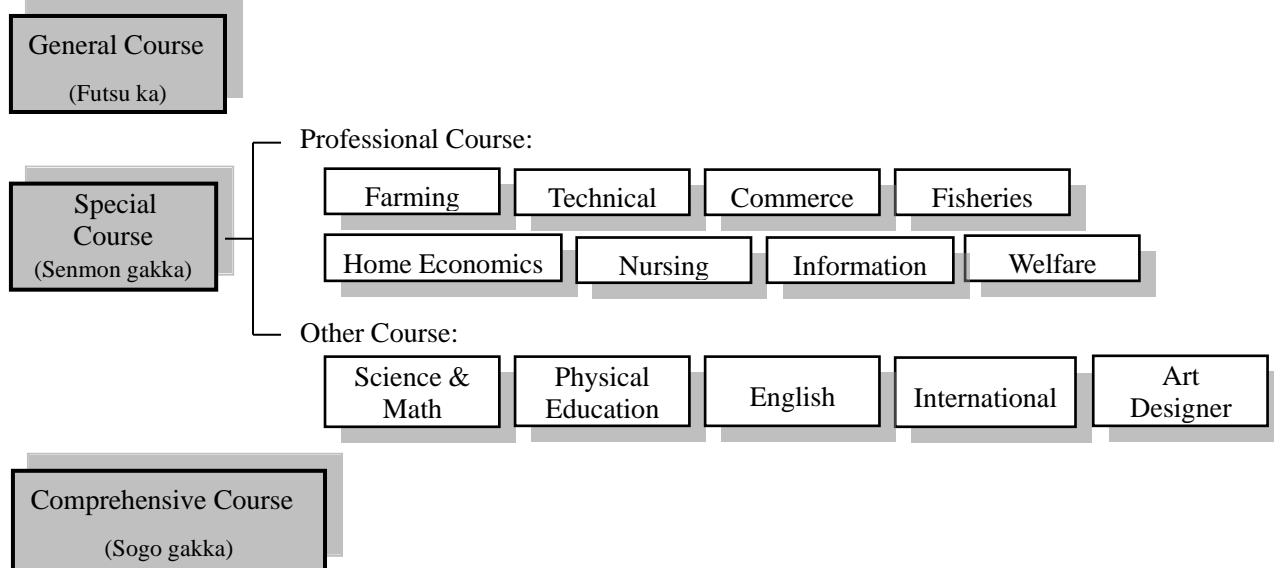 General Course
(Futsu ka)
Special
Course
(Senmon gakka)
Professional Course:
Farming
Technical
Commerce
Fisheries
Home Economics
Nursing
Information
Welfare
Other Course:
Science &
Math
Physical
Education
English
International
Art
Designer
Comprehensive Course
(Sogo gakka)